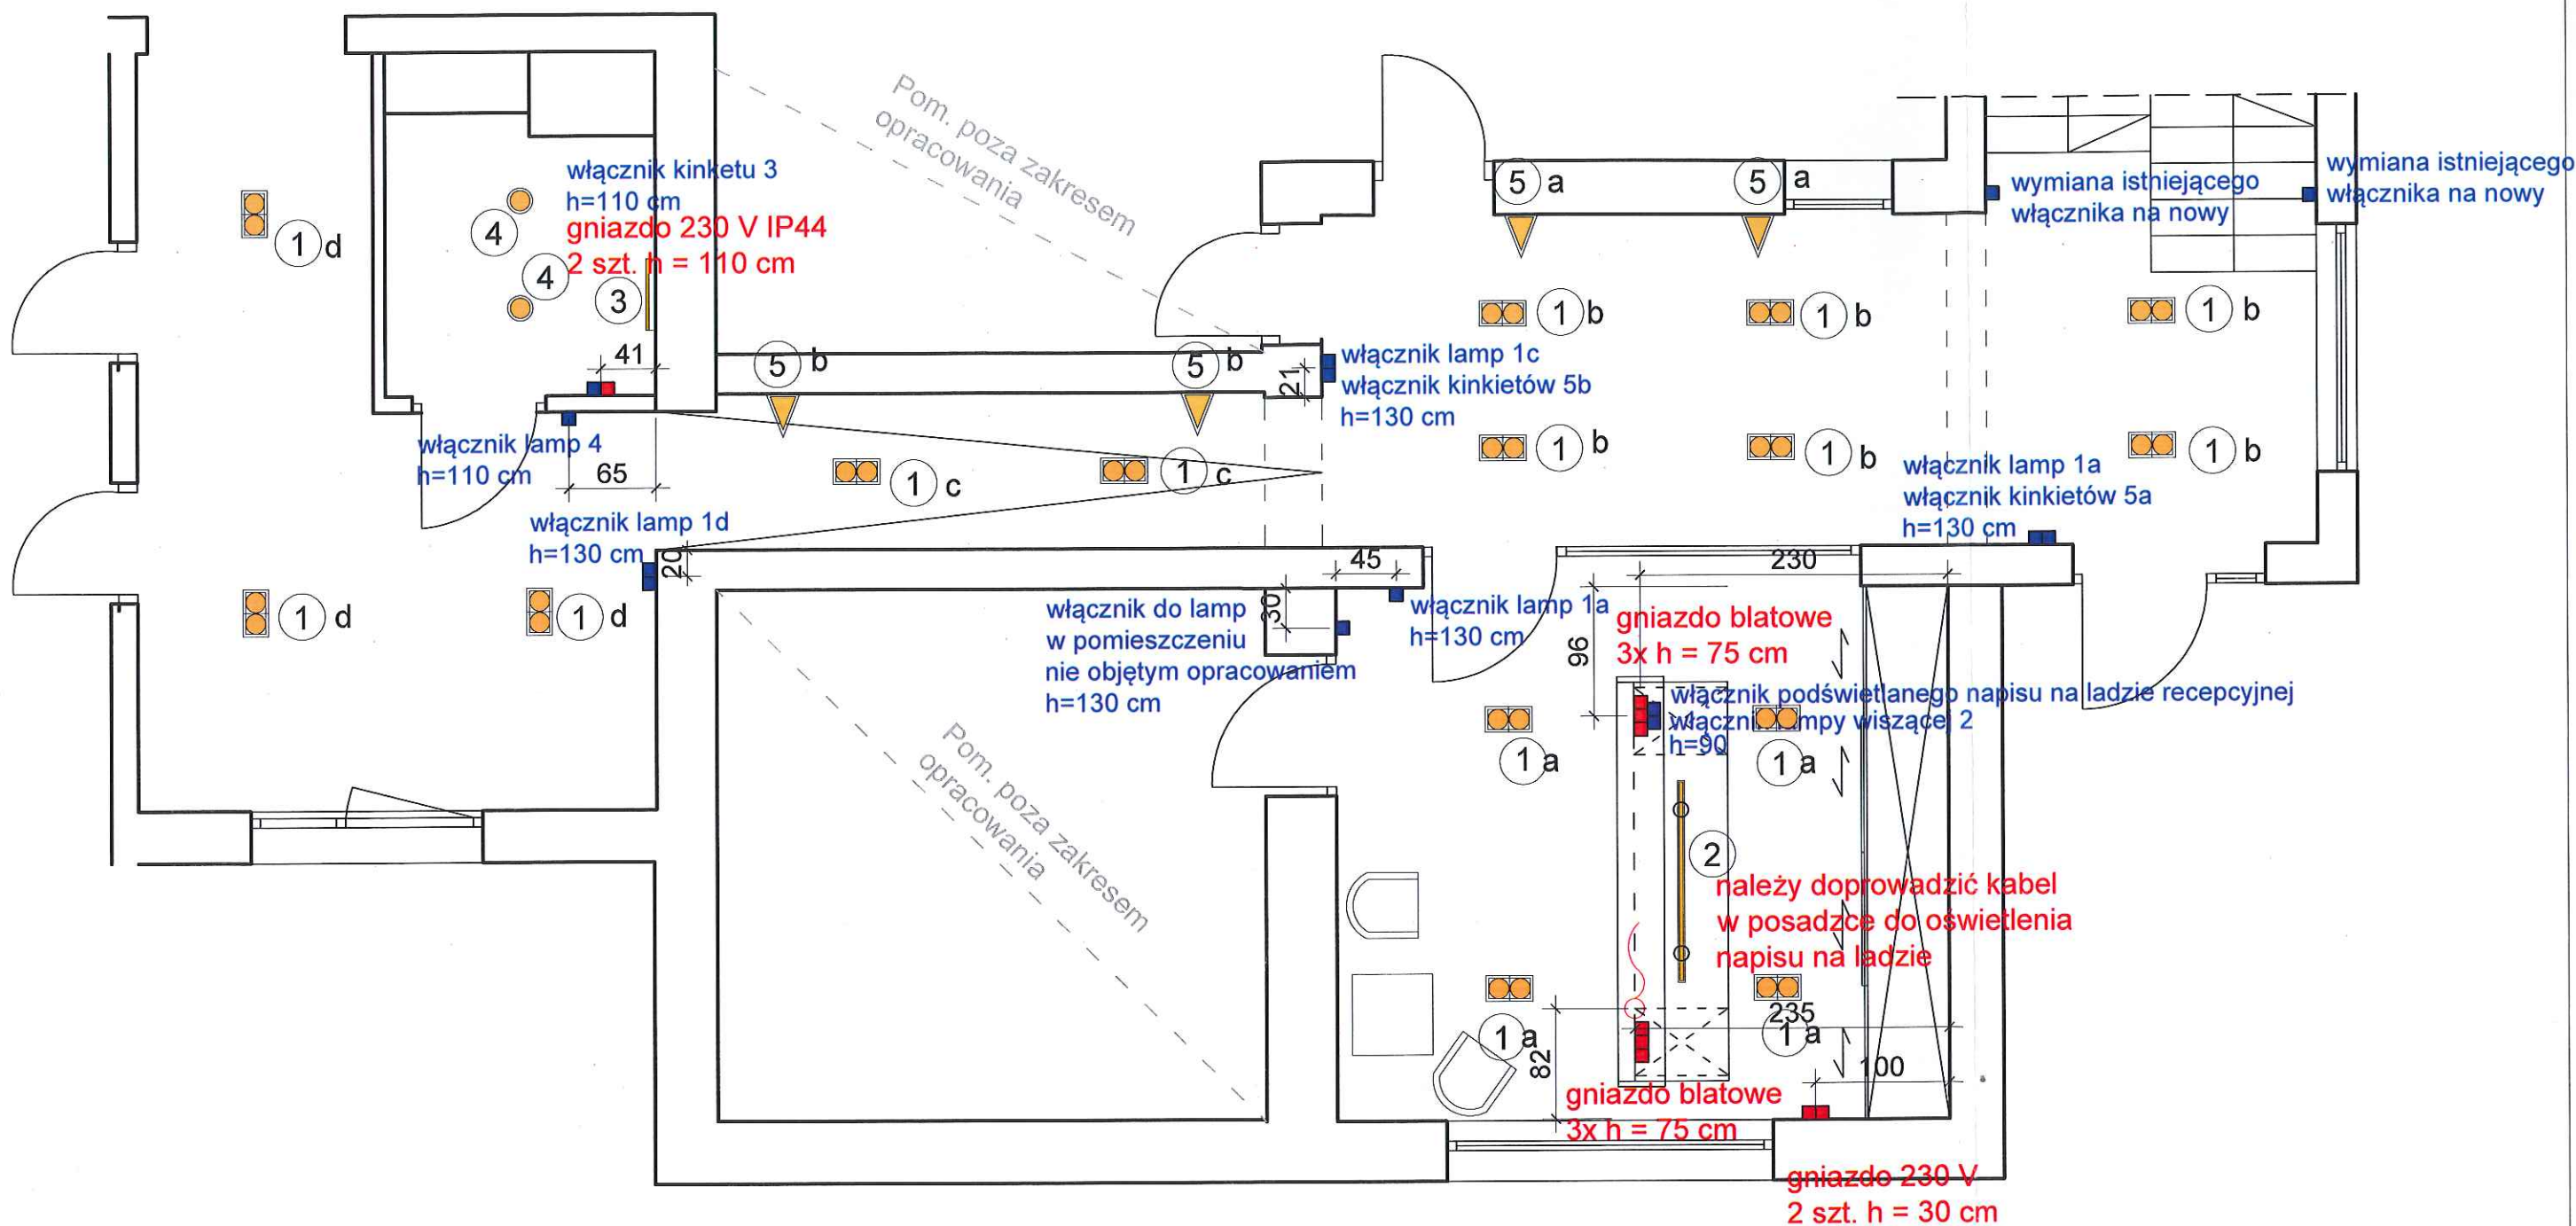 Pom. poza zakresem
opracowania
włącznik kinketu 3
h=110 cm
gniazdo 230 V IP44
2 szt. h = 110 cm
5 a
5 a
wymiana istniejącego
włącznika na nowy
wymiana istniejącego
włącznika na nowy
1 d
4
4
3
41
5 b
5 b
21
włącznik lamp 1c
włącznik kinkietów 5b
h=130 cm
1 b
1 b
1 b
1 b
1 b
1 b
włącznik lamp 4
h=110 cm
65
1 c
1 c
włącznik lamp 1a
włącznik kinkietów 5a
h=130 cm
włącznik lamp 1d
h=130 cm
20
45
230
1 d
1 d
włącznik do lamp
w pomieszczeniu
nie objętym opracowaniem
h=130 cm
30
włącznik lamp 1a
h=130 cm
96
gniazdo blatowe
3x h = 75 cm
włącznik podświetlanego napisu na ladzie recepcyjnej
włącznik lampy wiszącej 2
h=90
1 a
1 a
Pom. poza zakresem
opracowania
2
należy doprowadzić kabel
w posadzce do oświetlenia
napisu na ladzie
235
1 a
1 a
82
100
gniazdo blatowe
3x h = 75 cm
gniazdo 230 V
2 szt. h = 30 cm